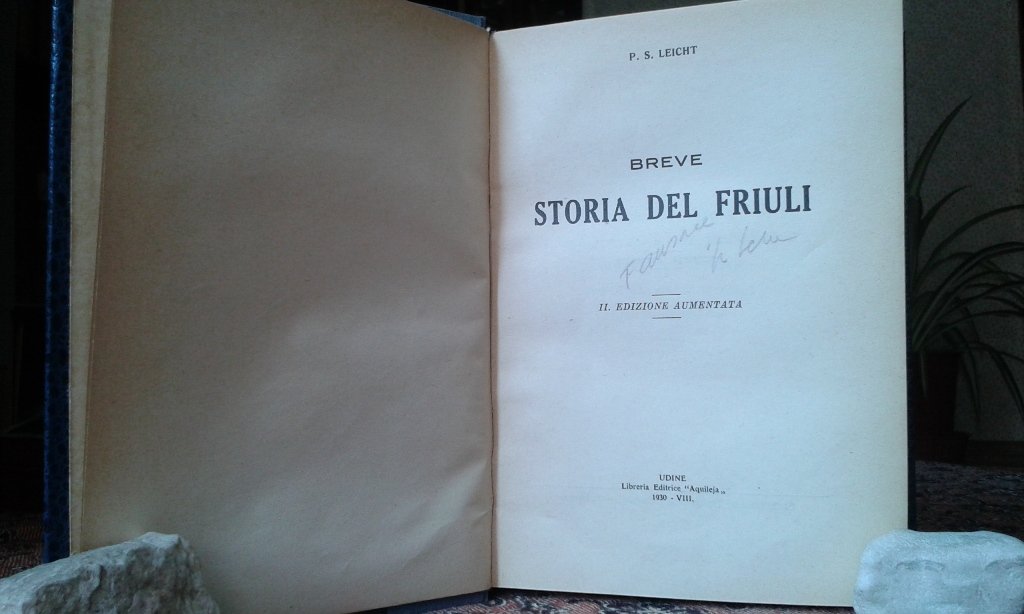 P. S. LEICHT
BREVE
STORIA DEL FRIULI
II. EDIZIONE AUMENTATA
UDINE
Libreria Editrice "Aquileja„
1930 - VIII.